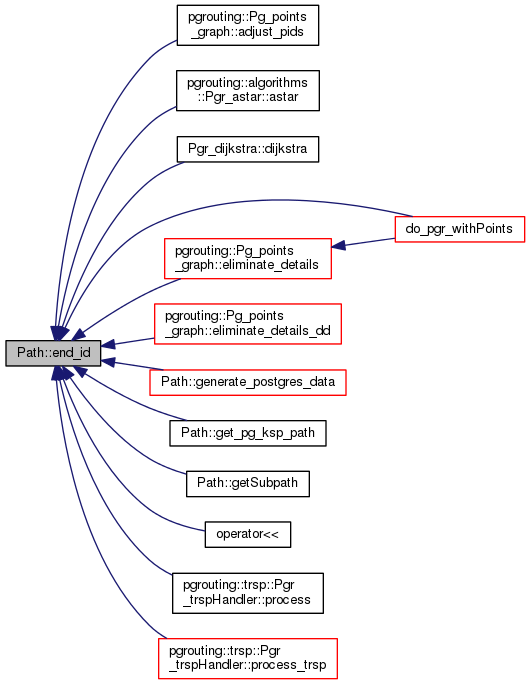 pgrouting::Pg_points
_graph::adjust_pids
pgrouting::algorithms
::Pgr_astar::astar
Pgr_dijkstra::dijkstra
do_pgr_withPoints
pgrouting::Pg_points
_graph::eliminate_details
pgrouting::Pg_points
_graph::eliminate_details_dd
Path::end_id
Path::generate_postgres_data
Path::get_pg_ksp_path
Path::getSubpath
operator<<
pgrouting::trsp::Pgr
_trspHandler::process
pgrouting::trsp::Pgr
_trspHandler::process_trsp